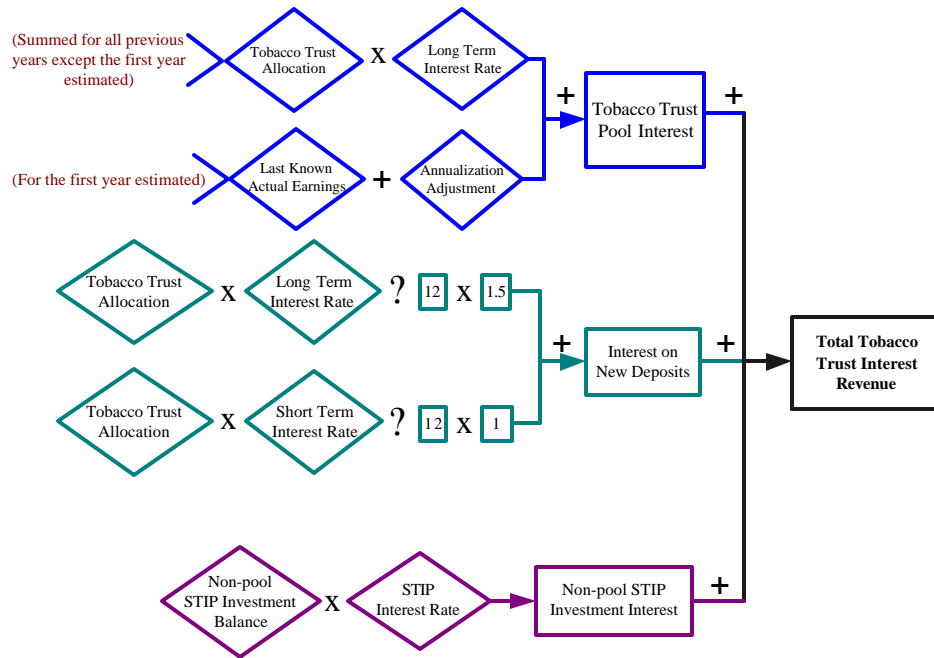 (Summed for all previous
years except the first year
estimated)
Tobacco Trust
Allocation
x
Long Term
Interest Rate
+
Tobacco Trust
Pool Interest
+
(For the first year estimated)
Last Known
Actual Earnings
+
Annualization
Adjustment
Tobacco Trust
Allocation
x
Long Term
Interest Rate
?
12
x
1.5
+
Interest on
New Deposits
+
Total Tobacco
Trust Interest
Revenue
Tobacco Trust
Allocation
x
Short Term
Interest Rate
?
12
x
1
Non-pool
STIP Investment
Balance
x
STIP
Interest Rate
Non-pool STIP
Investment Interest
+